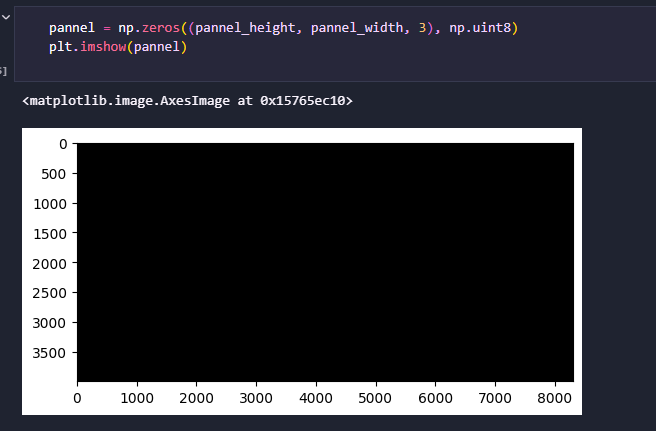 pannel = np.zeros((pannel_height, pannel_width, 3), np.uint8)
plt.imshow(pannel)
]
<matplotlib.image.AxesImage at 0x15765ec10>
0
500
1000
1500
2000
2500
3000
3500
0 1000 2000 3000 4000 5000 6000 7000 8000